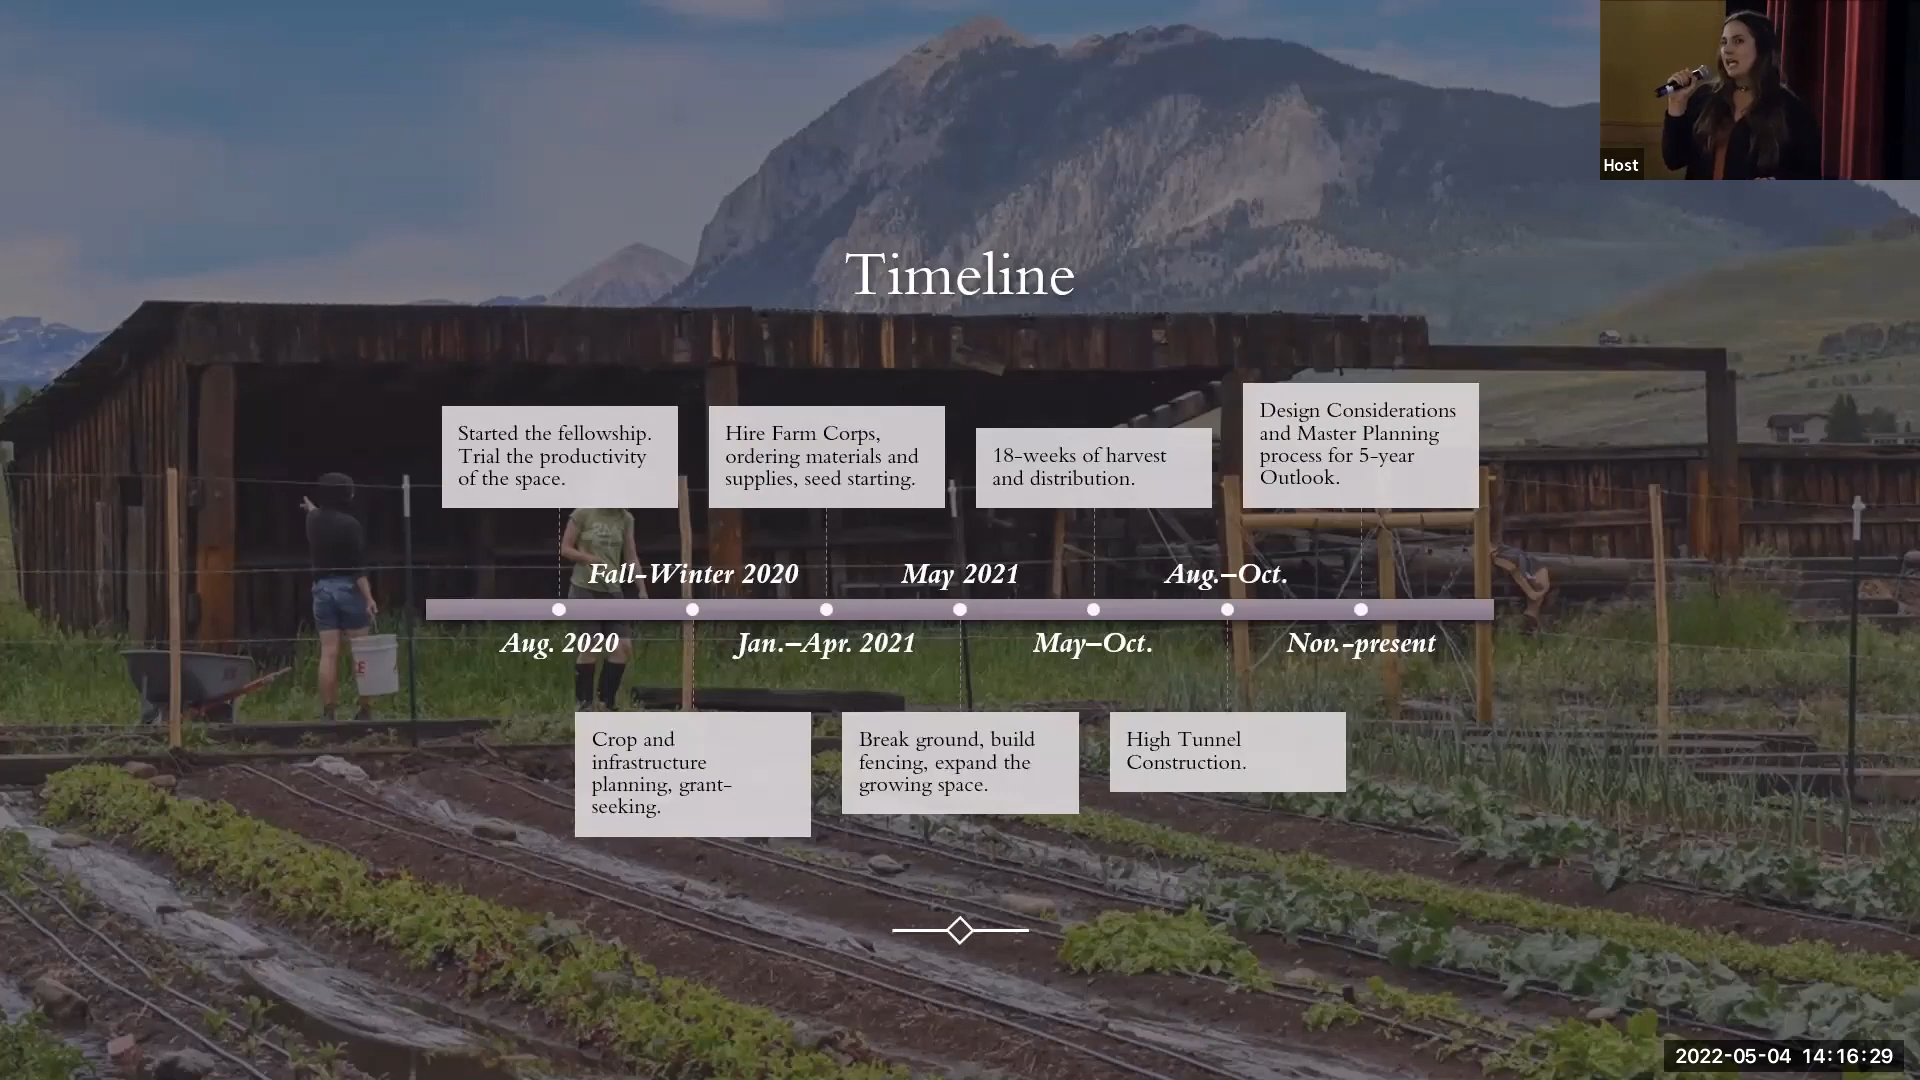 Host
Timeline
Started the fellowship.
Trial the productivity
of the space.
Hire Farm Corps,
ordering materials and
supplies, seed starting.
18-weeks of harvest
and distribution.
Design Considerations
and Master Planning
process for 5-year
Outlook.
Fall-Winter 2020
May 2021
Aug.–Oct.
Aug. 2020
Jan.–Apr. 2021
May–Oct.
Nov.-present
Crop and
infrastructure
planning, grant-
seeking.
Break ground, build
fencing, expand the
growing space.
High Tunnel
Construction.
2022-05-04 14:16:29